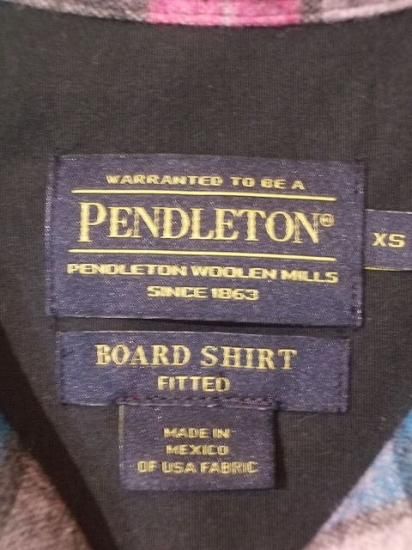 WARRANTED TO BE A
PENDLETON®
XS
PENDLETON WOOLEN MILLS
SINCE 1863
BOARD SHIRT
FITTED
MADE IN
MEXICO
OF USA FABRIC